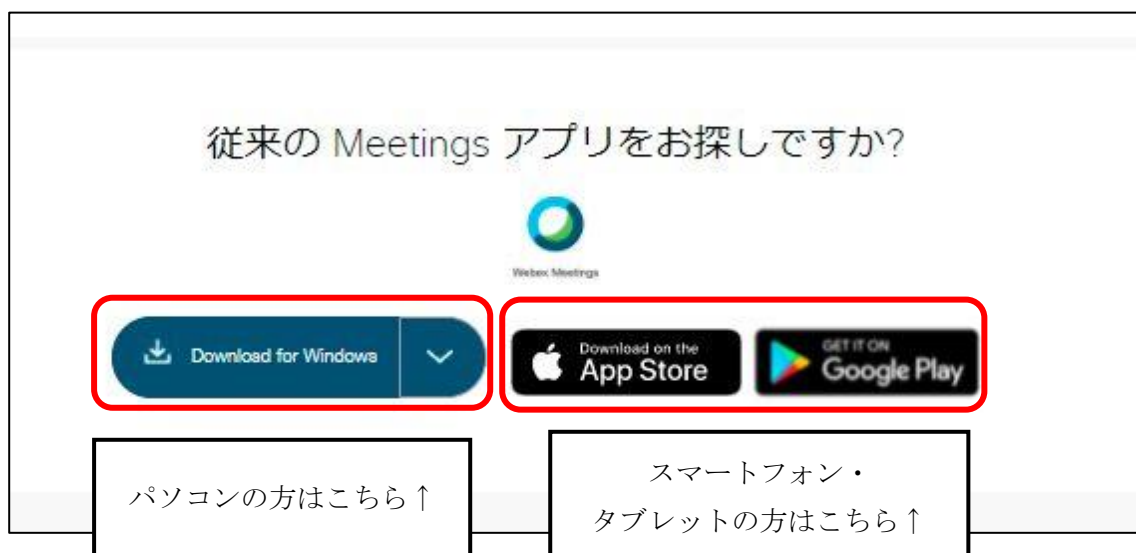 従来の Meetings アプリをお探しですか?
Webex Meetings
Download for Windows
Download on the
App Store
GET IT ON
Google Play
パソコンの方はこちら↑
スマートフォン・
タブレットの方はこちら↑